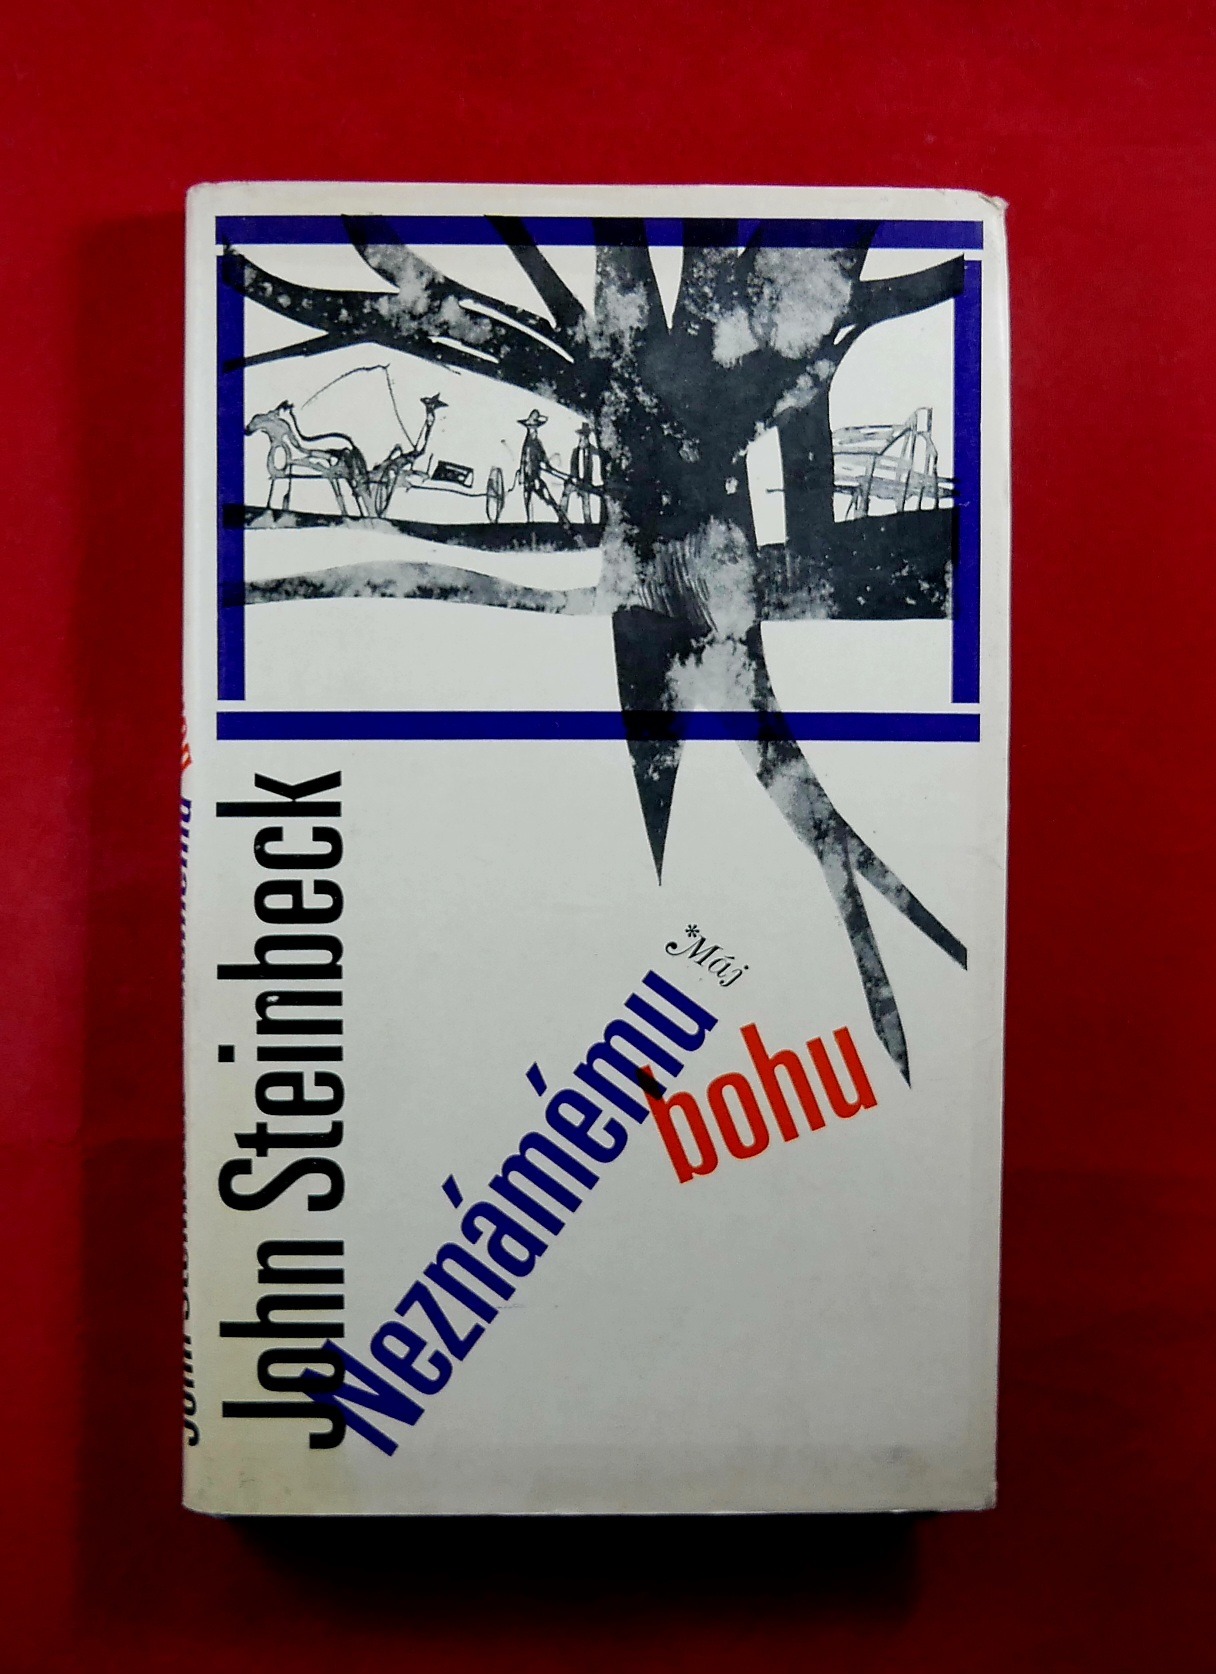 John Steinbeck
Neznámému
bohu
*Máj